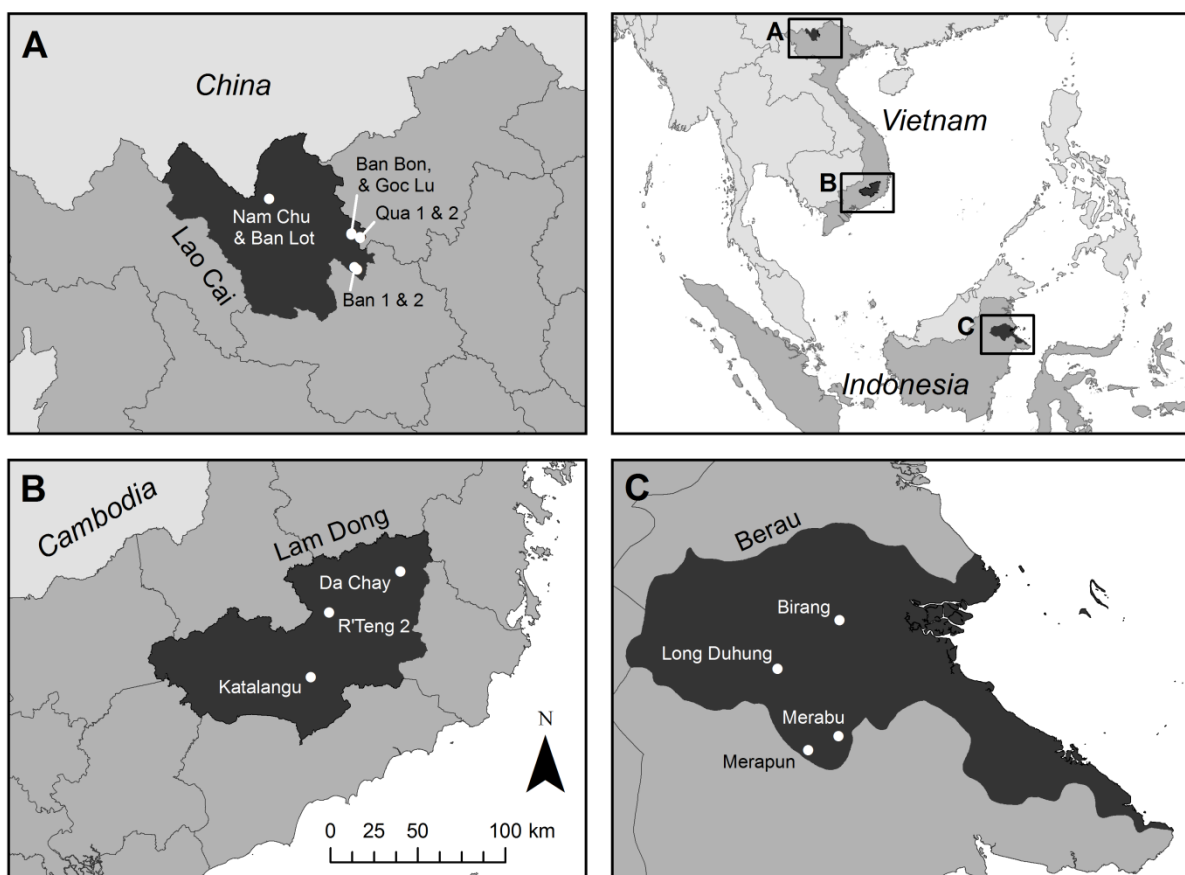 A
China
Ban Bon,
& Goc Lu
Qua 1 & 2
Nam Chu
& Ban Lot
Lao Cai
Ban 1 & 2
A
Vietnam
B
C
Indonesia
B
Cambodia
Lam Dong
Da Chay
R'Teng 2
Katalangu
N
0 25 50 100 km
C
Berau
Birang
Long Duhung
Merabu
Merapun